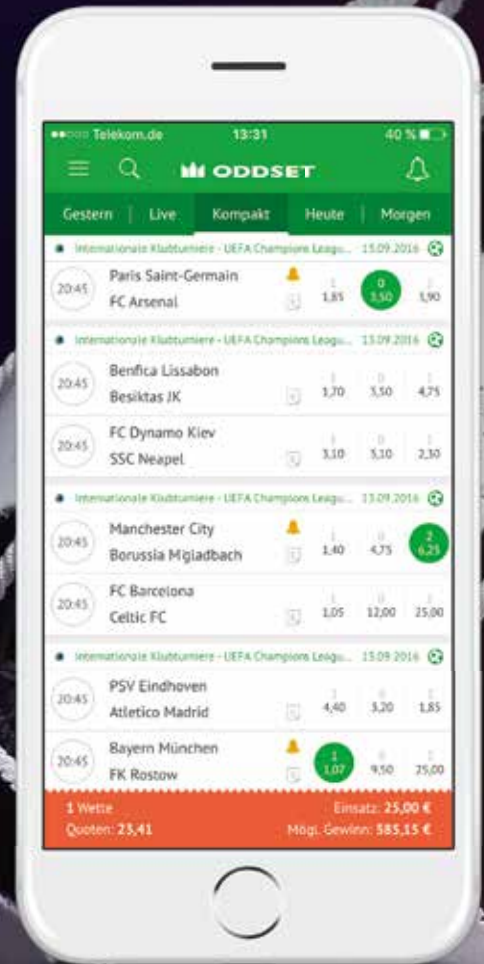 Telekom.de 13:31 40 %
ODDSET
Gestern Live Kompakt Heute Morgen
Internationale Klubturniere - UEFA Champions Leagu... 13.09.2016
20:45 Paris Saint-Germain
FC Arsenal
1 0 2
1,85 3,50 3,90
Internationale Klubturniere - UEFA Champions Leagu... 13.09.2016
20:45 Benfica Lissabon
Besiktas JK
1 0 2
1,70 3,50 4,75
20:45 FC Dynamo Kiev
SSC Neapel
1 0 2
3,10 3,10 2,30
Internationale Klubturniere - UEFA Champions Leagu... 13.09.2016
20:45 Manchester City
Borussia M'gladbach
1 0 2
1,40 4,75 6,25
20:45 FC Barcelona
Celtic FC
1 0 2
1,05 12,00 25,00
Internationale Klubturniere - UEFA Champions Leagu... 13.09.2016
20:45 PSV Eindhoven
Atletico Madrid
1 0 2
4,40 3,20 1,85
20:45 Bayern München
FK Rostow
1 0 2
1,07 9,50 25,00
1 Wette Einsatz: 25,00 €
Quoten: 23,41 Mögl. Gewinn: 585,15 €